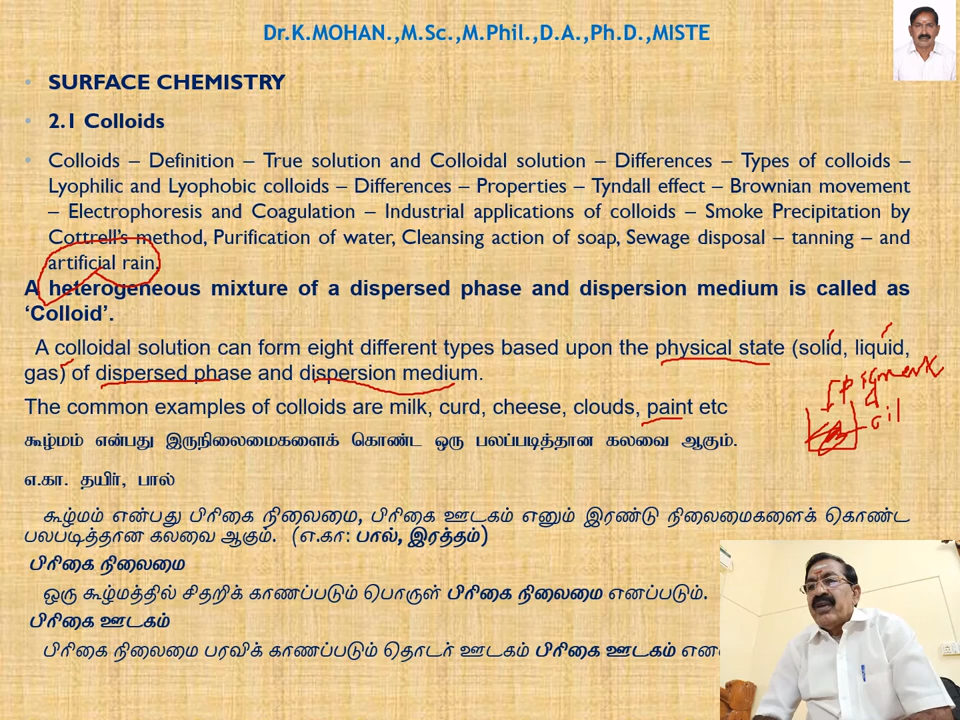 Dr.K.MOHAN.,M.Sc.,M.Phil.,D.A.,Ph.D.,MISTE
• SURFACE CHEMISTRY
• 2.1 Colloids
• Colloids – Definition – True solution and Colloidal solution – Differences – Types of colloids –
Lyophilic and Lyophobic colloids – Differences – Properties – Tyndall effect – Brownian movement
– Electrophoresis and Coagulation – Industrial applications of colloids – Smoke Precipitation by
Cottrell's method, Purification of water, Cleansing action of soap, Sewage disposal – tanning – and
artificial rain.
A heterogeneous mixture of a dispersed phase and dispersion medium is called as
‘Colloid’.
A colloidal solution can form eight different types based upon the physical state (solid, liquid,
gas) of dispersed phase and dispersion medium.
pigment
The common examples of colloids are milk, curd, cheese, clouds, paint etc
oil
கூழ்மம் என்பது இருநிலைமைகளைக் கொண்ட ஒரு பலப்படித்தான கலவை ஆகும்.
எ.கா. தயிர், பால்
கூழ்மம் என்பது பிரிகை நிலைமை, பிரிகை ஊடகம் எனும் இரண்டு நிலைமைகளைக் கொண்ட
பலபடித்தான கலவை ஆகும். (எ.கா: பால், இரத்தம்)
பிரிகை நிலைமை
ஒரு கூழ்மத்தில் சிதறிக் காணப்படும் பொருள் பிரிகை நிலைமை எனப்படும்.
பிரிகை ஊடகம்
பிரிகை நிலைமை பரவிக் காணப்படும் தொடர் ஊடகம் பிரிகை ஊடகம்